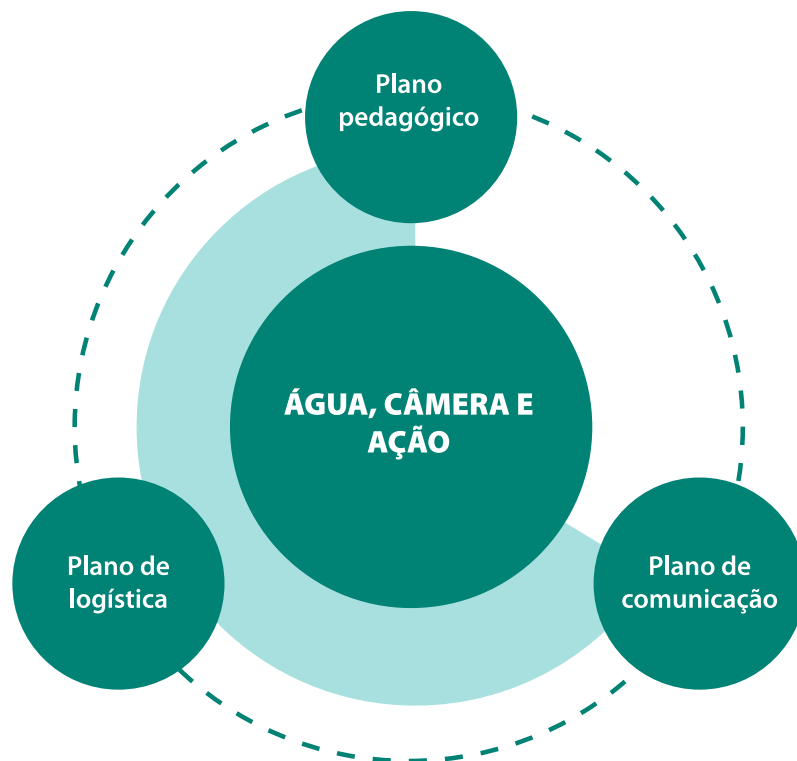 Plano
pedagógico
ÁGUA, CÂMERA E
AÇÃO
Plano de
logística
Plano de
comunicação